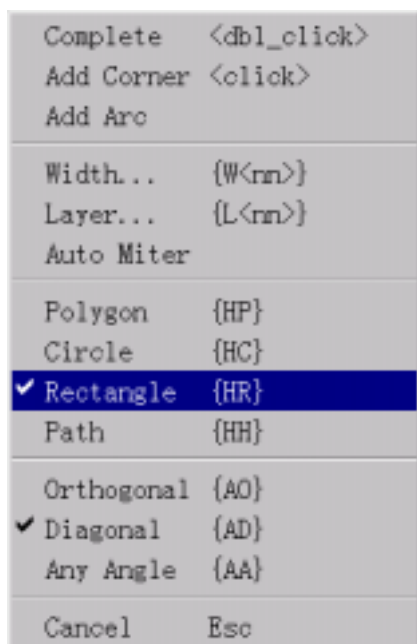 Complete <dbl_click>
Add Corner <click>
Add Arc
Width... {W<nn>}
Layer... {L<nn>}
Auto Miter
Polygon {HP}
Circle {HC}
Rectangle {HR}
Path {HH}
Orthogonal {AO}
Diagonal {AD}
Any Angle {AA}
Cancel Esc